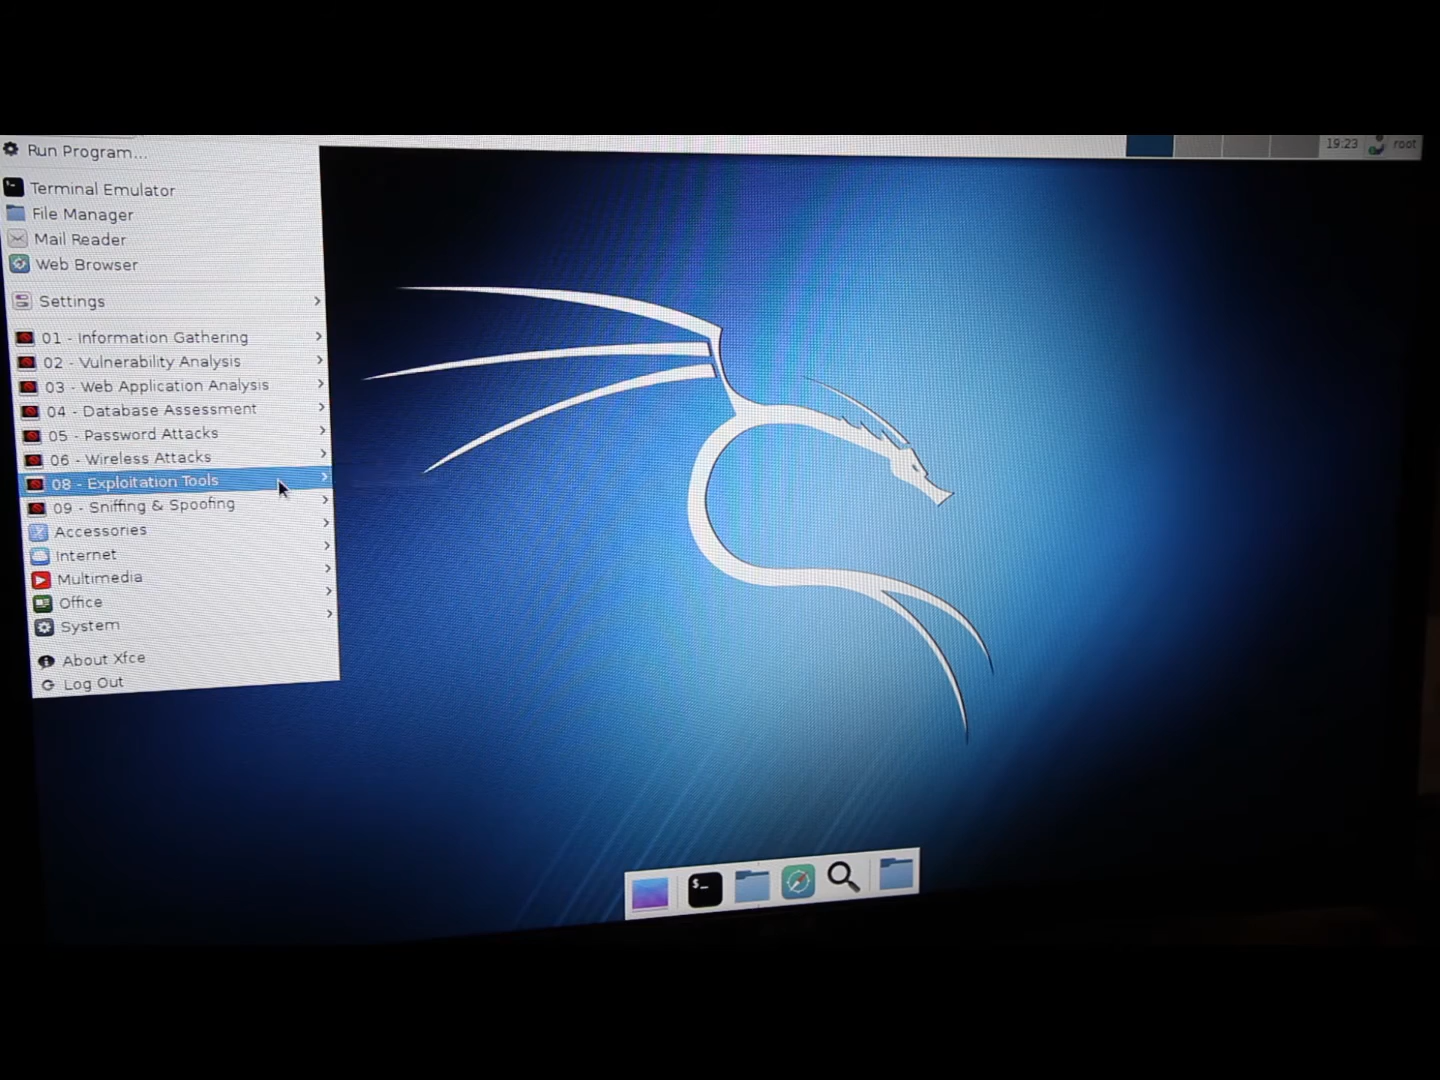 19:23 root
Run Program...
Terminal Emulator
File Manager
Mail Reader
Web Browser
Settings
01 - Information Gathering
02 - Vulnerability Analysis
03 - Web Application Analysis
04 - Database Assessment
05 - Password Attacks
06 - Wireless Attacks
08 - Exploitation Tools
09 - Sniffing & Spoofing
Accessories
Internet
Multimedia
Office
System
About Xfce
Log Out
$_